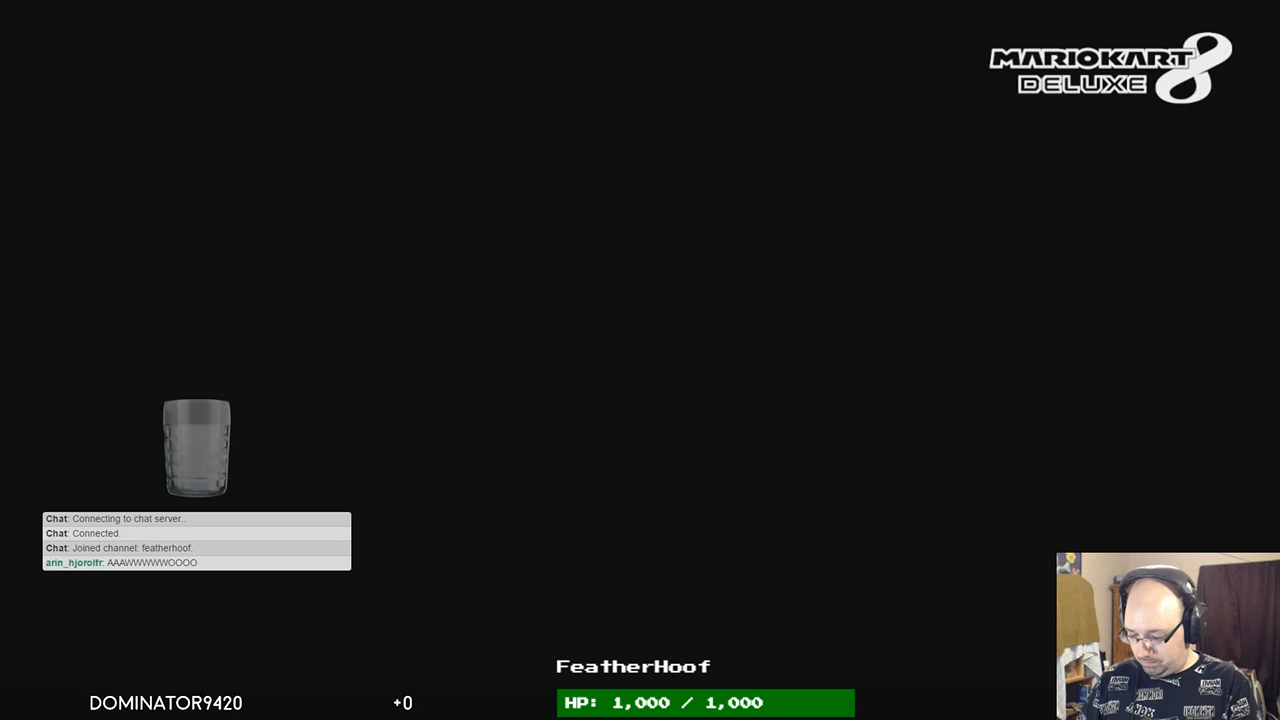 MARIOKART 8
DELUXE
Chat: Connecting to chat server..
Chat: Connected.
Chat: Joined channel: featherhoof.
arin_hjorolfr: AAAWWWWWOOOO
FeatherHoof
DOMINATOR9420
+0
HP: 1,000 / 1,000